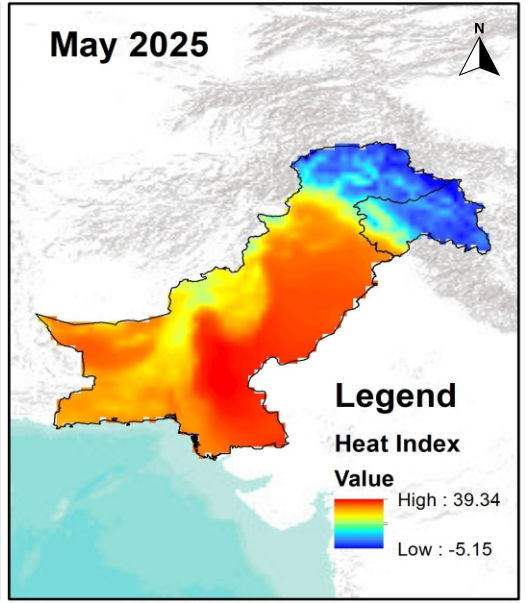 May 2025
N
Legend
Heat Index
Value
High : 39.34
Low : -5.15